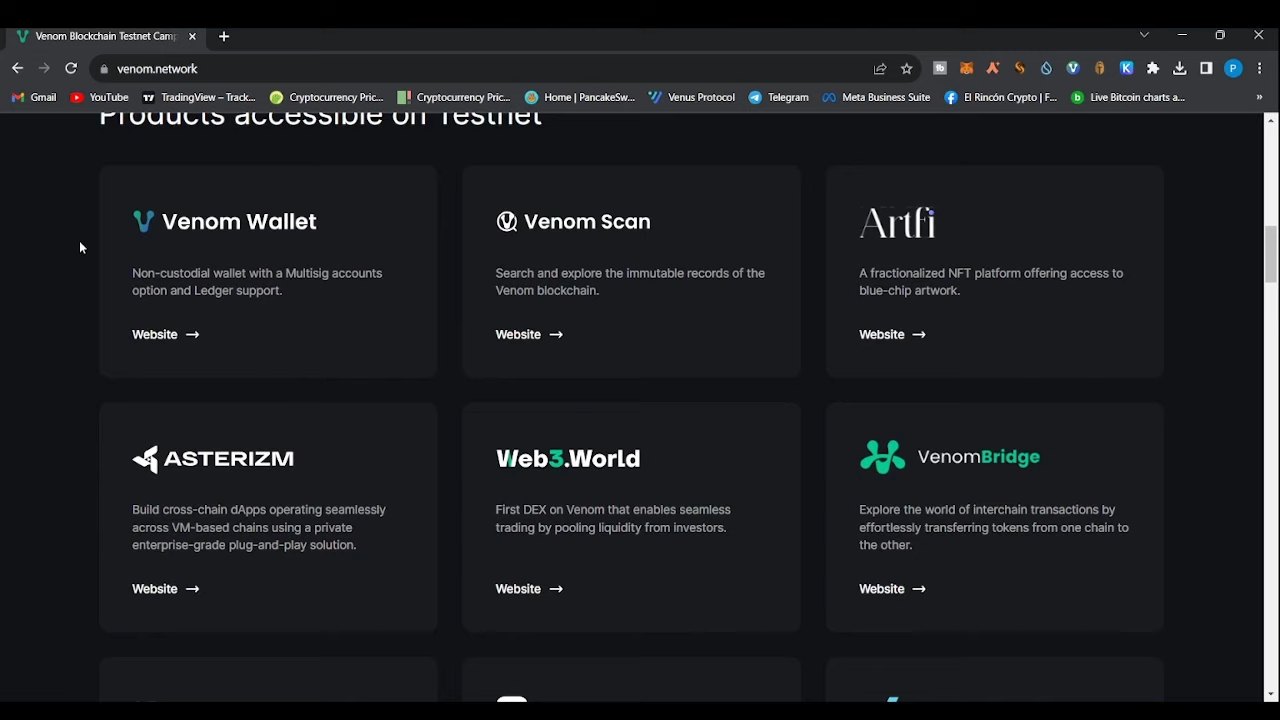 Venom Blockchain Testnet Camp
venom.network
Gmail
YouTube
TradingView – Track...
Cryptocurrency Pric...
Cryptocurrency Pric...
Home | PancakeSw...
Venus Protocol
Telegram
Meta Business Suite
El Rincón Crypto | F...
Live Bitcoin charts a...
Products accessible on Testnet
Venom Wallet
Non-custodial wallet with a Multisig accounts
option and Ledger support.
Website →
Venom Scan
Search and explore the immutable records of the
Venom blockchain.
Website →
Artfi
A fractionalized NFT platform offering access to
blue-chip artwork.
Website →
ASTERIZM
Build cross-chain dApps operating seamlessly
across VM-based chains using a private
enterprise-grade plug-and-play solution.
Website →
Web3.World
First DEX on Venom that enables seamless
trading by pooling liquidity from investors.
Website →
VenomBridge
Explore the world of interchain transactions by
effortlessly transferring tokens from one chain to
the other.
Website →